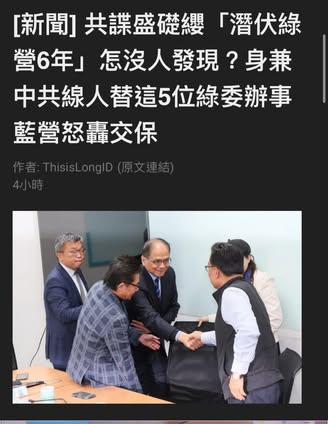 [新聞] 共諜盛礎纓「潛伏綠
營6年」怎沒人發現？身兼
中共線人替這5位綠委辦事
藍營怒轟交保
作者: ThisisLongID (原文連結)
4小時